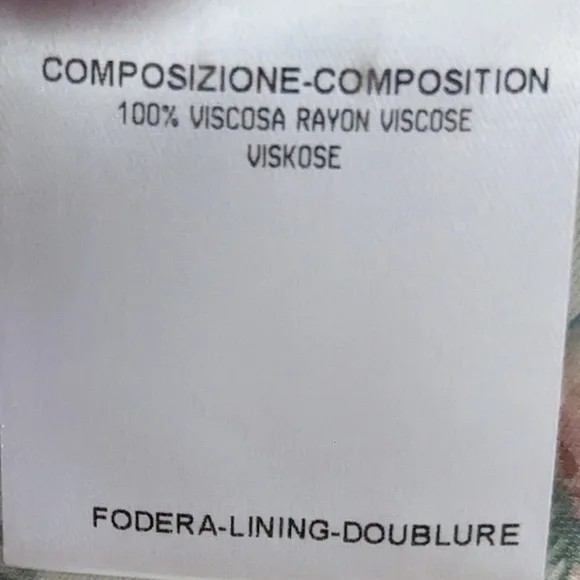 COMPOSIZIONE-COMPOSITION
100% VISCOSA RAYON VISCOSE
VISKOSE
FODERA-LINING-DOUBLURE